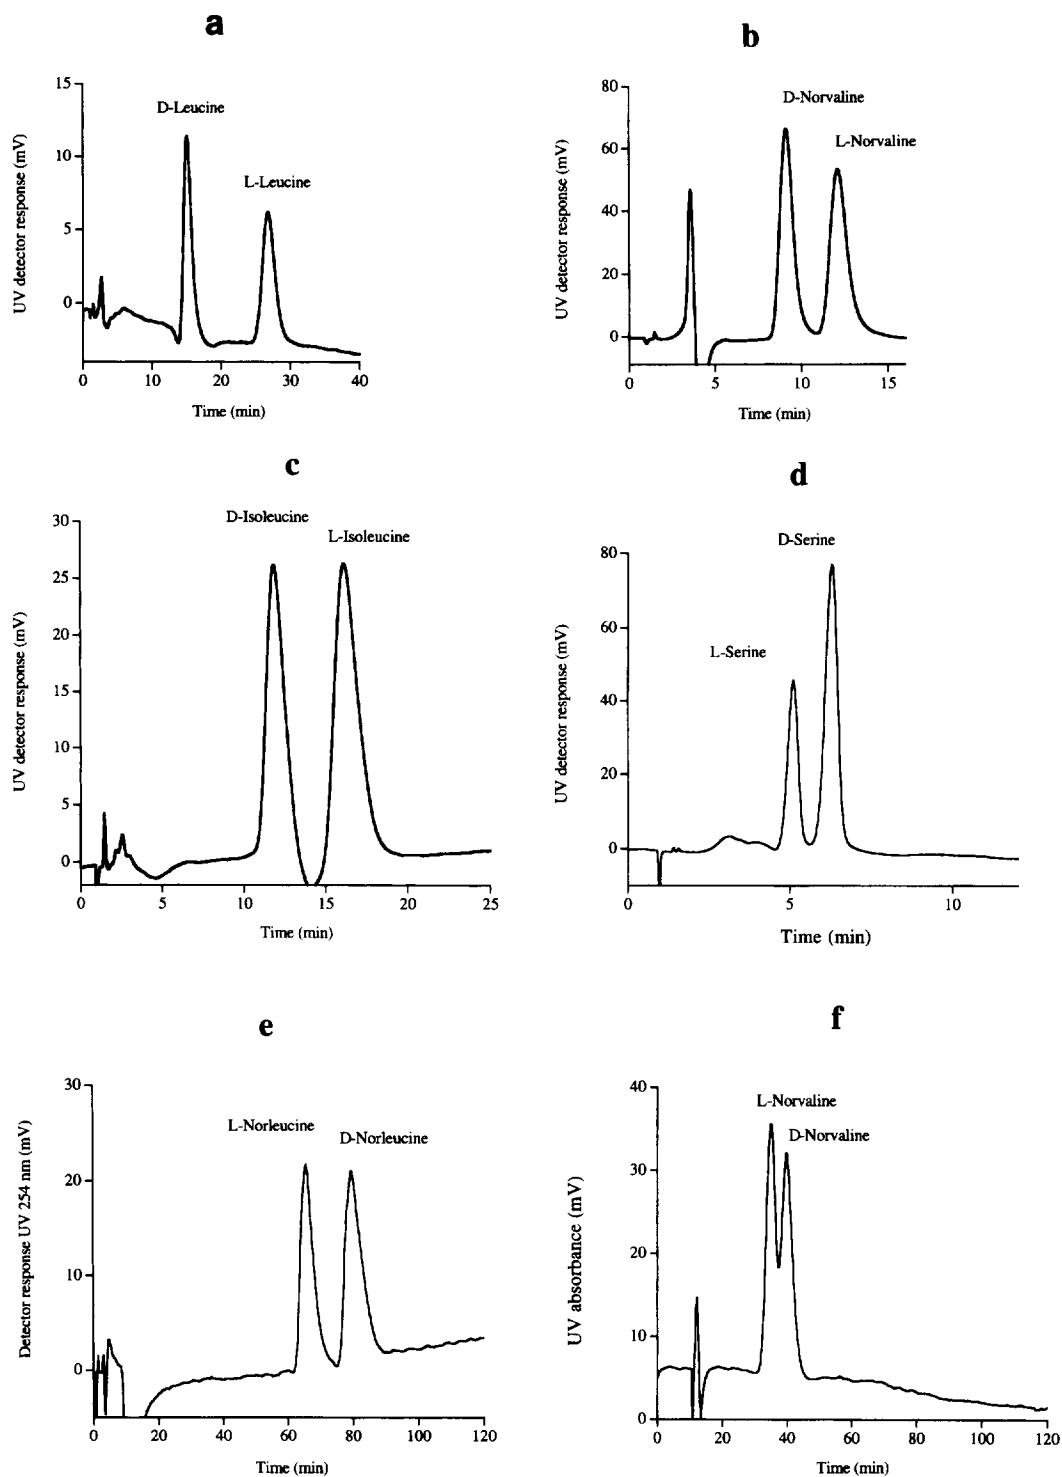 a
15
10
5
0
UV detector response (mV)
D-Leucine
L-Leucine
0 10 20 30 40
Time (min)
b
80
60
40
20
0
UV detector response (mV)
D-Norvaline
L-Norvaline
0 5 10 15
Time (min)
c
30
25
20
15
10
5
0
UV detector response (mV)
D-Isoleucine
L-Isoleucine
0 5 10 15 20 25
Time (min)
d
80
60
40
20
0
UV detector response (mV)
D-Serine
L-Serine
0 5 10
Time (min)
e
30
20
10
0
Detector response UV 254 nm (mV)
L-Norleucine
D-Norleucine
0 20 40 60 80 100 120
Time (min)
f
40
30
20
10
0
UV absorbance (mV)
L-Norvaline
D-Norvaline
0 20 40 60 80 100 120
Time (min)